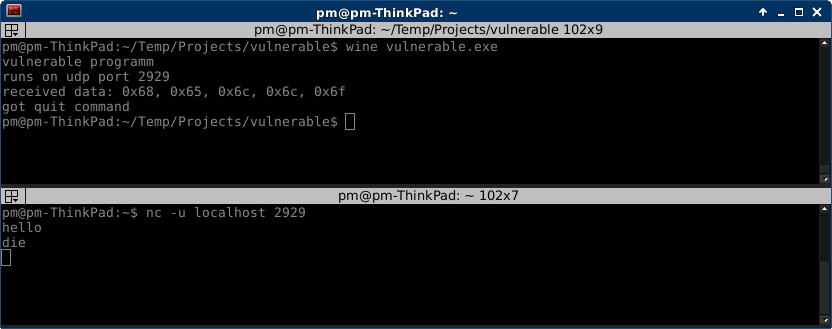 pm@pm-ThinkPad: ~
pm@pm-ThinkPad: ~/Temp/Projects/vulnerable 102x9
pm@pm-ThinkPad:~/Temp/Projects/vulnerable$ wine vulnerable.exe
vulnerable programm
runs on udp port 2929
received data: 0x68, 0x65, 0x6c, 0x6c, 0x6f
got quit command
pm@pm-ThinkPad:~/Temp/Projects/vulnerable$
pm@pm-ThinkPad: ~ 102x7
pm@pm-ThinkPad:~$ nc -u localhost 2929
hello
die